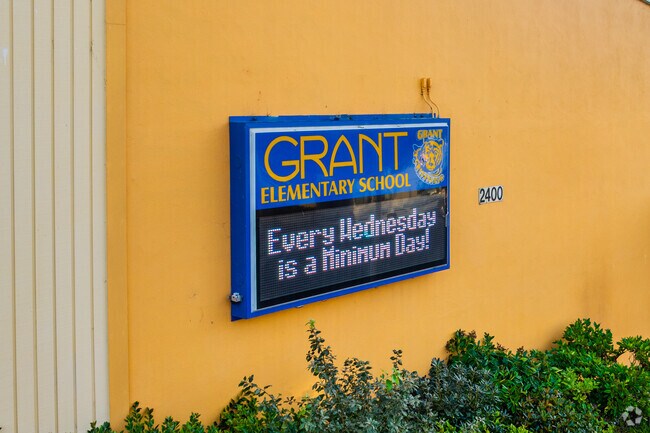 GRANT
ELEMENTARY SCHOOL
GRANT
Every Wednesday
is a Minimum Day!
2400